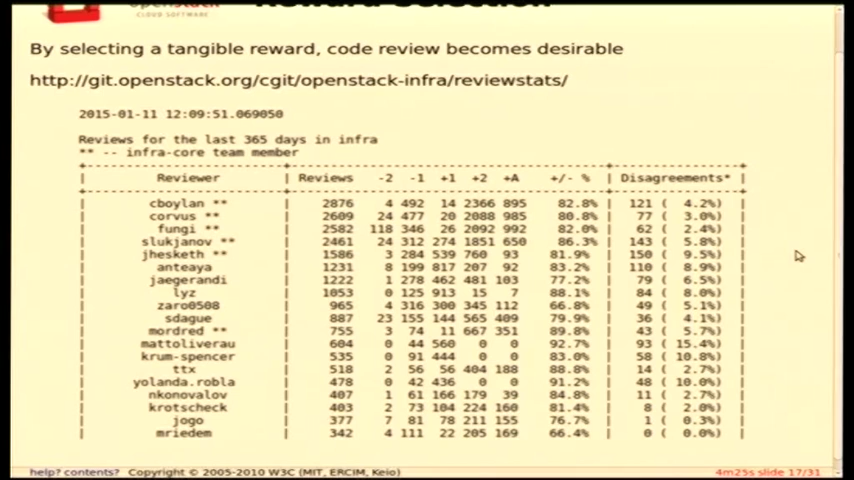 openstack
CLOUD SOFTWARE
Reward Selection
By selecting a tangible reward, code review becomes desirable
http://git.openstack.org/cgit/openstack-infra/reviewstats/
2015-01-11 12:09:51.069050
Reviews for the last 365 days in infra
** -- infra-core team member
| Reviewer | Reviews -2 -1 +1 +2 +A +/- % | Disagreements* |
| cboylan ** | 2876 4 492 14 2366 895 82.8% | 121 ( 4.2%) |
| corvus ** | 2609 24 477 20 2088 985 80.8% | 77 ( 3.0%) |
| fungi ** | 2582 118 346 26 2092 992 82.0% | 62 ( 2.4%) |
| slukjanov ** | 2461 24 312 274 1851 650 86.3% | 143 ( 5.8%) |
| jhesketh ** | 1586 3 284 539 760 93 81.9% | 150 ( 9.5%) |
| anteaya | 1231 8 199 817 207 92 83.2% | 110 ( 8.9%) |
| jaegerandi | 1222 1 278 462 481 103 77.2% | 79 ( 6.5%) |
| lyz | 1053 0 125 913 15 7 88.1% | 84 ( 8.0%) |
| zaro0508 | 965 4 316 300 345 112 66.8% | 49 ( 5.1%) |
| sdague | 887 23 155 144 565 409 79.9% | 36 ( 4.1%) |
| mordred ** | 755 3 74 11 667 351 89.8% | 43 ( 5.7%) |
| mattoliverau | 604 0 44 560 0 0 92.7% | 93 ( 15.4%) |
| krum-spencer | 535 0 91 444 0 0 83.0% | 58 ( 10.8%) |
| ttx | 518 2 56 56 404 188 88.8% | 14 ( 2.7%) |
| yolanda.robla | 478 0 42 436 0 0 91.2% | 48 ( 10.0%) |
| nkonovalov | 407 1 61 166 179 39 84.8% | 11 ( 2.7%) |
| krotscheck | 403 2 73 104 224 160 81.4% | 8 ( 2.0%) |
| jogo | 377 7 81 78 211 155 76.7% | 1 ( 0.3%) |
| mriedem | 342 4 111 22 205 169 66.4% | 0 ( 0.0%) |
help? contents? Copyright © 2005-2010 W3C (MIT, ERCIM, Keio)
4m25s slide 17/31